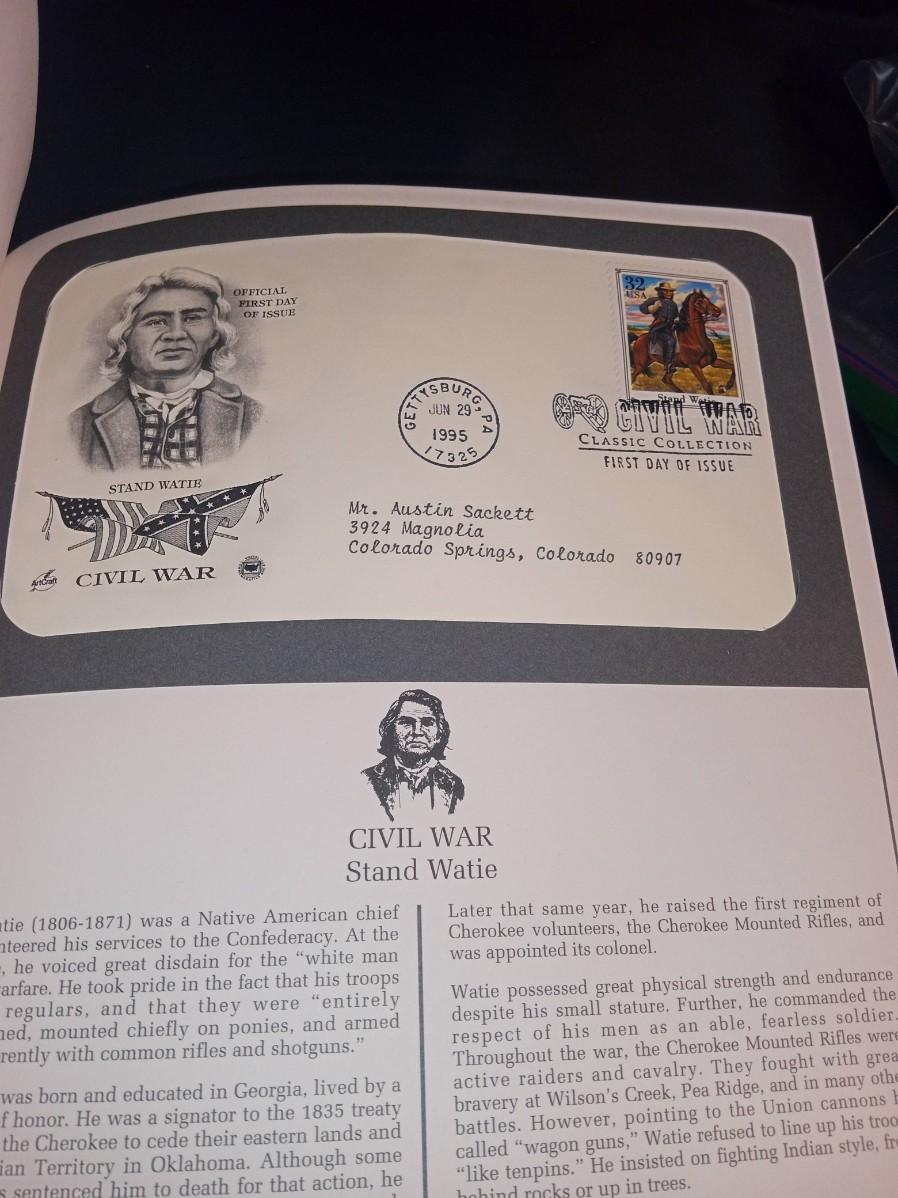 OFFICIAL
FIRST DAY
OF ISSUE
32
USA
Stand Watie
GETTYSBURG, PA
JUN 29
1995
17325
CIVIL WAR
CLASSIC COLLECTION
FIRST DAY OF ISSUE
STAND WATIE
ArtCraft
CIVIL WAR
Mr. Austin Sackett
3924 Magnolia
Colorado Springs, Colorado 80907
CIVIL WAR
Stand Watie
tie (1806-1871) was a Native American chief
nteered his services to the Confederacy. At the
, he voiced great disdain for the “white man
arfare. He took pride in the fact that his troops
regulars, and that they were “entirely
ned, mounted chiefly on ponies, and armed
rently with common rifles and shotguns.”
was born and educated in Georgia, lived by a
f honor. He was a signator to the 1835 treaty
the Cherokee to cede their eastern lands and
ian Territory in Oklahoma. Although some
s sentenced him to death for that action, he
Later that same year, he raised the first regiment of
Cherokee volunteers, the Cherokee Mounted Rifles, and
was appointed its colonel.
Watie possessed great physical strength and endurance
despite his small stature. Further, he commanded the
respect of his men as an able, fearless soldier.
Throughout the war, the Cherokee Mounted Rifles were
active raiders and cavalry. They fought with grea
bravery at Wilson's Creek, Pea Ridge, and in many othe
battles. However, pointing to the Union cannons h
called “wagon guns,” Watie refused to line up his troo
“like tenpins.” He insisted on fighting Indian style, fr
behind rocks or up in trees.